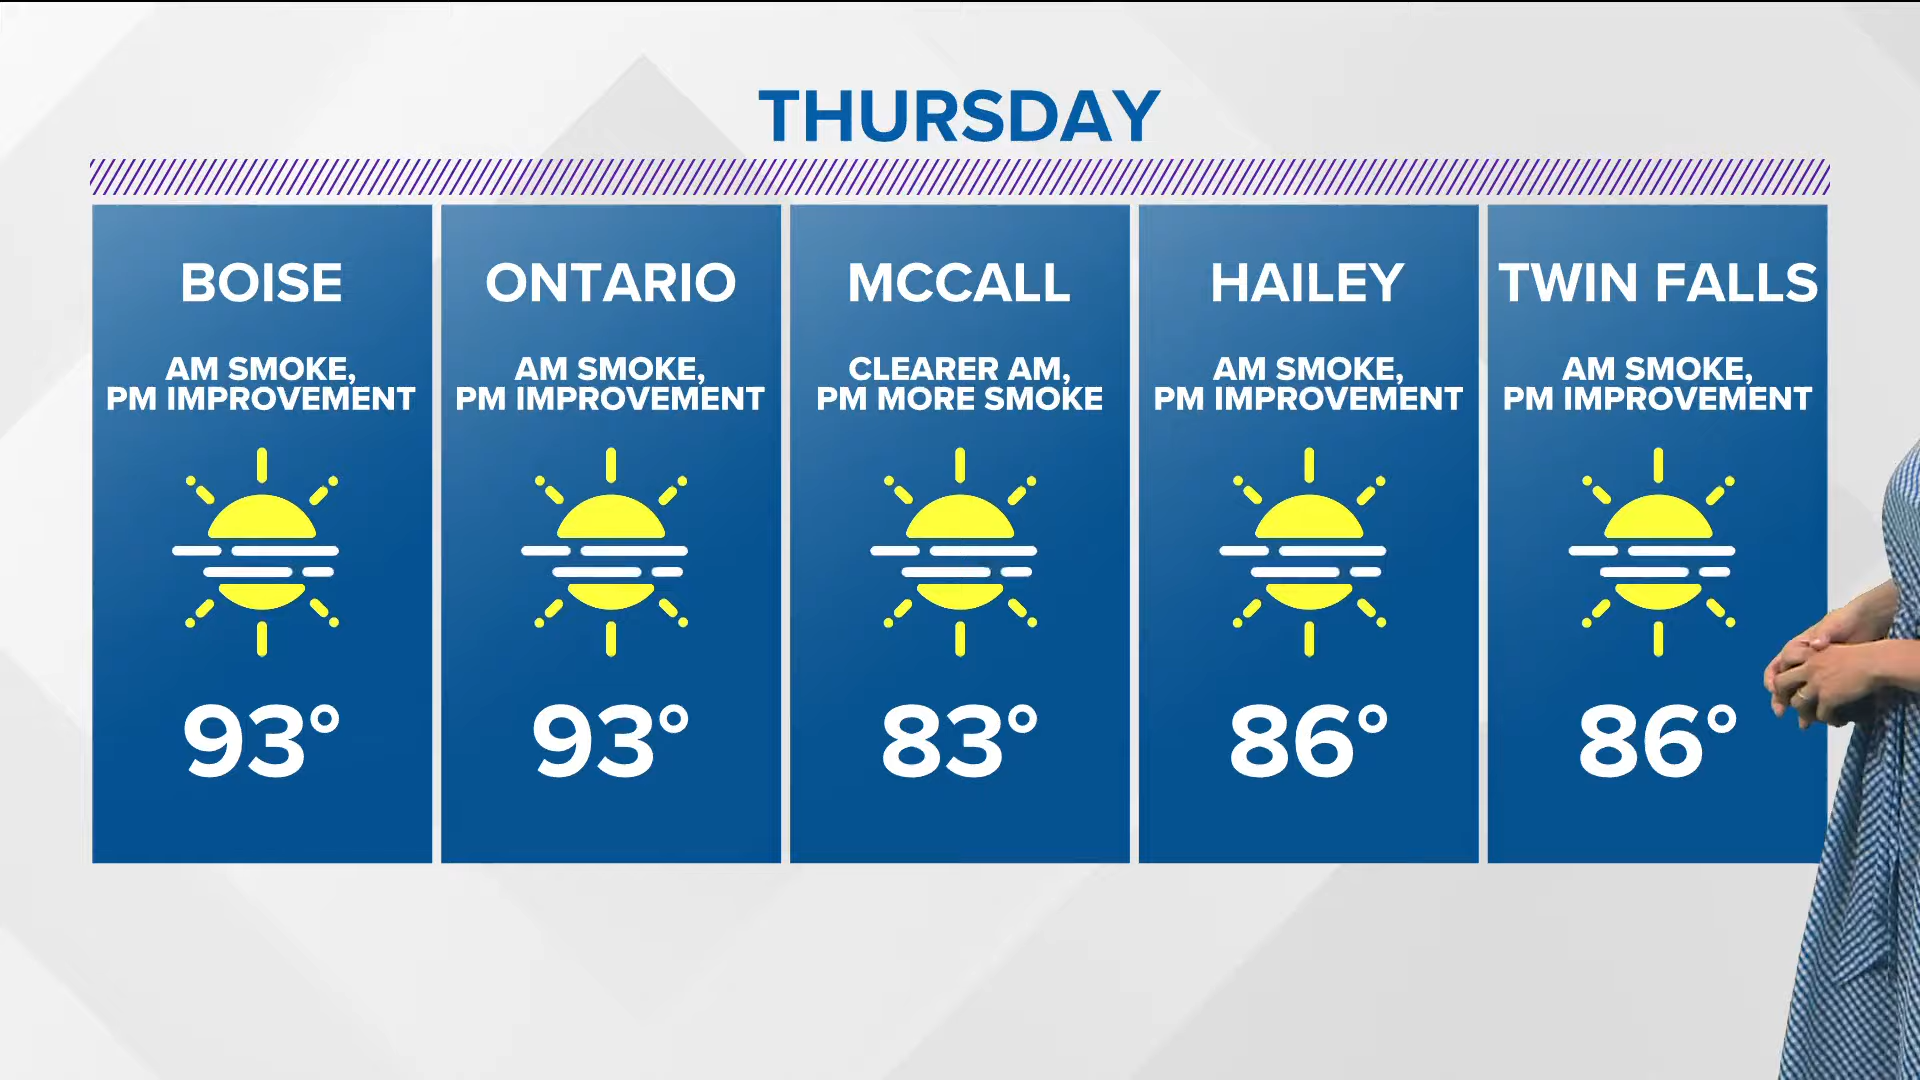 THURSDAY
BOISE
AM SMOKE,
PM IMPROVEMENT
93°
ONTARIO
AM SMOKE,
PM IMPROVEMENT
93°
MCCALL
CLEARER AM,
PM MORE SMOKE
83°
HAILEY
AM SMOKE,
PM IMPROVEMENT
86°
TWIN FALLS
AM SMOKE,
PM IMPROVEMENT
86°